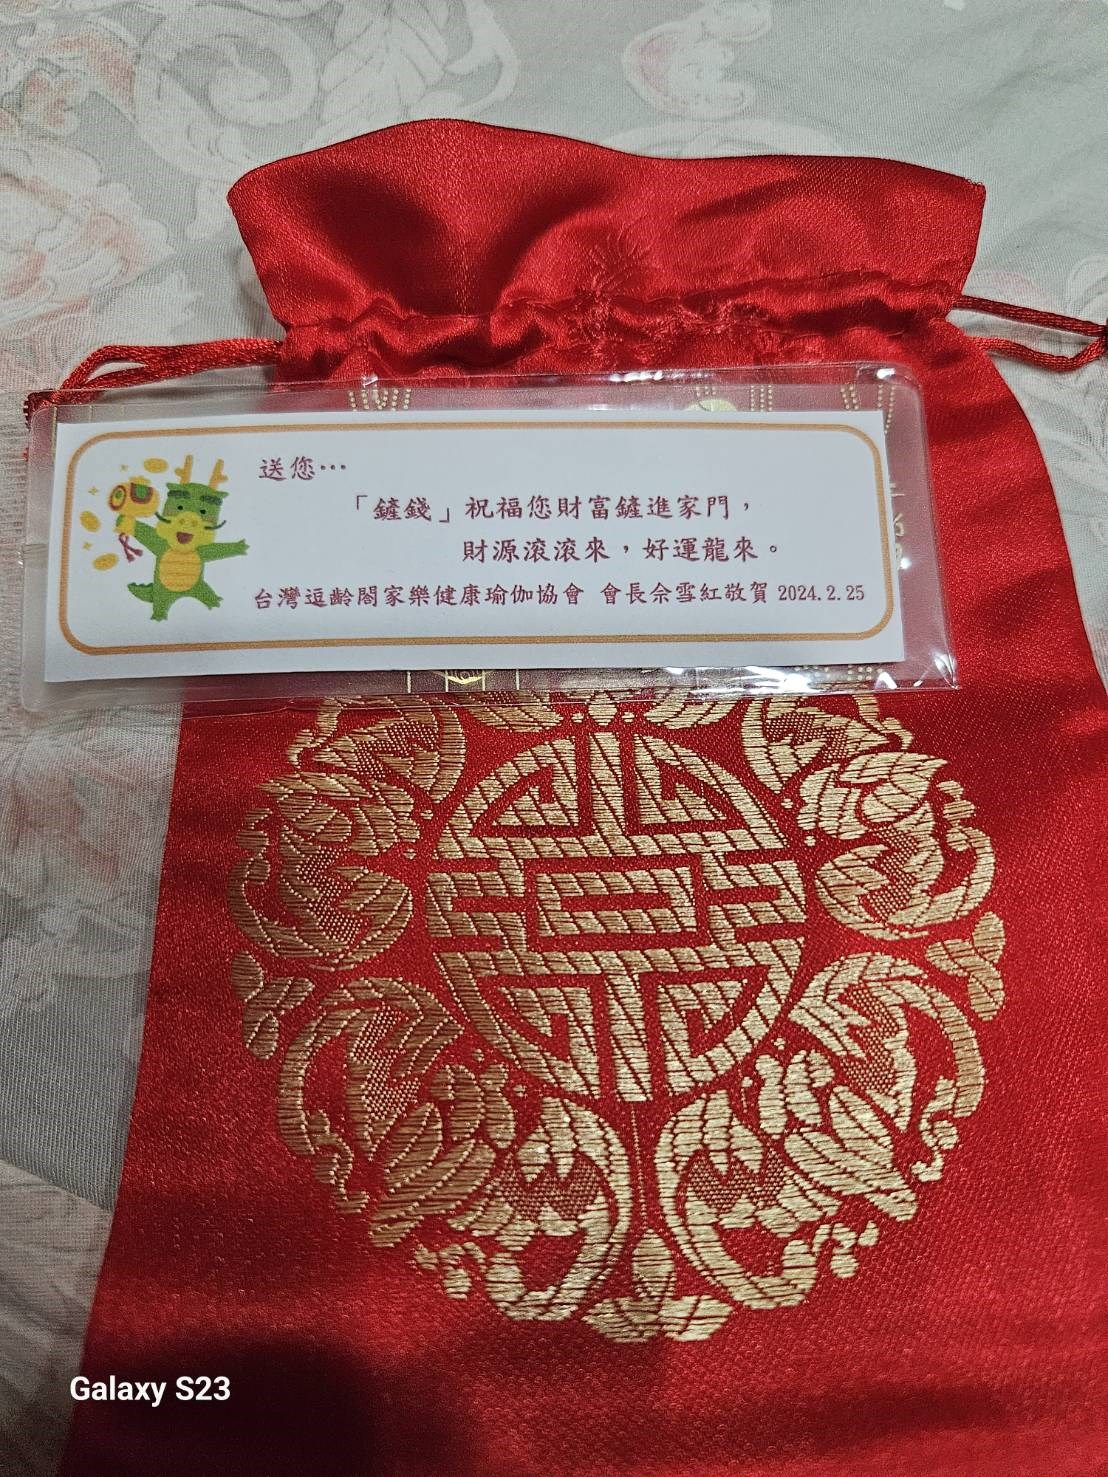 送您…
「鏟錢」祝福您財富鏟進家門，
財源滾滾來，好運龍來。
台灣逗齡閤家樂健康瑜伽協會 會長佘雪紅敬賀 2024.2.25
Galaxy S23